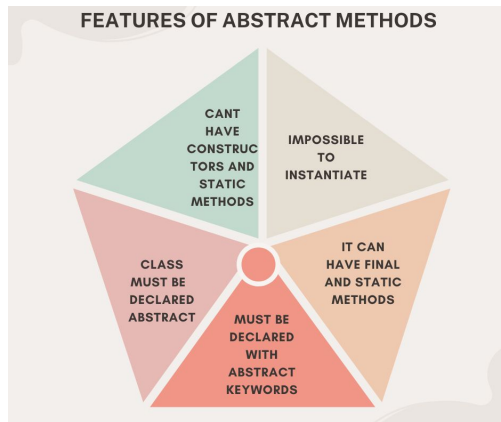 FEATURES OF ABSTRACT METHODS
CANT
HAVE
CONSTRUC
TORS AND
STATIC
METHODS
IMPOSSIBLE
TO
INSTANTIATE
IT CAN
HAVE FINAL
AND STATIC
METHODS
MUST BE
DECLARED
WITH
ABSTRACT
KEYWORDS
CLASS
MUST BE
DECLARED
ABSTRACT